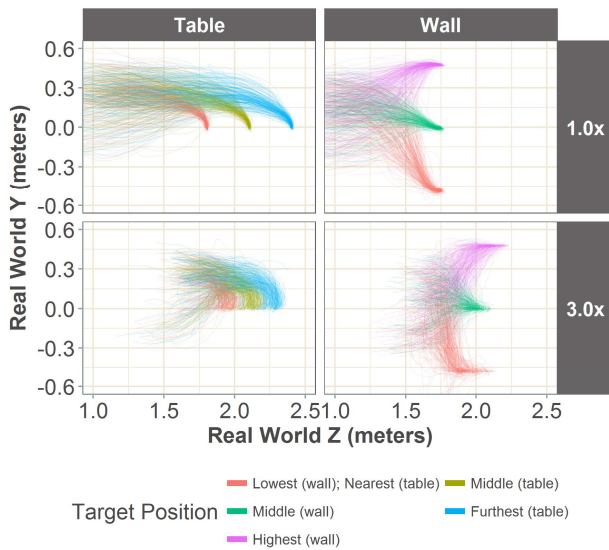 Table Wall
0.6
0.3
0.0
-0.3
-0.6
1.0x
0.6
0.3
0.0
-0.3
-0.6
3.0x
Real World Y (meters)
1.0 1.5 2.0 2.5 1.0 1.5 2.0 2.5
Real World Z (meters)
Target Position
Lowest (wall); Nearest (table) Middle (table)
Middle (wall) Furthest (table)
Highest (wall)